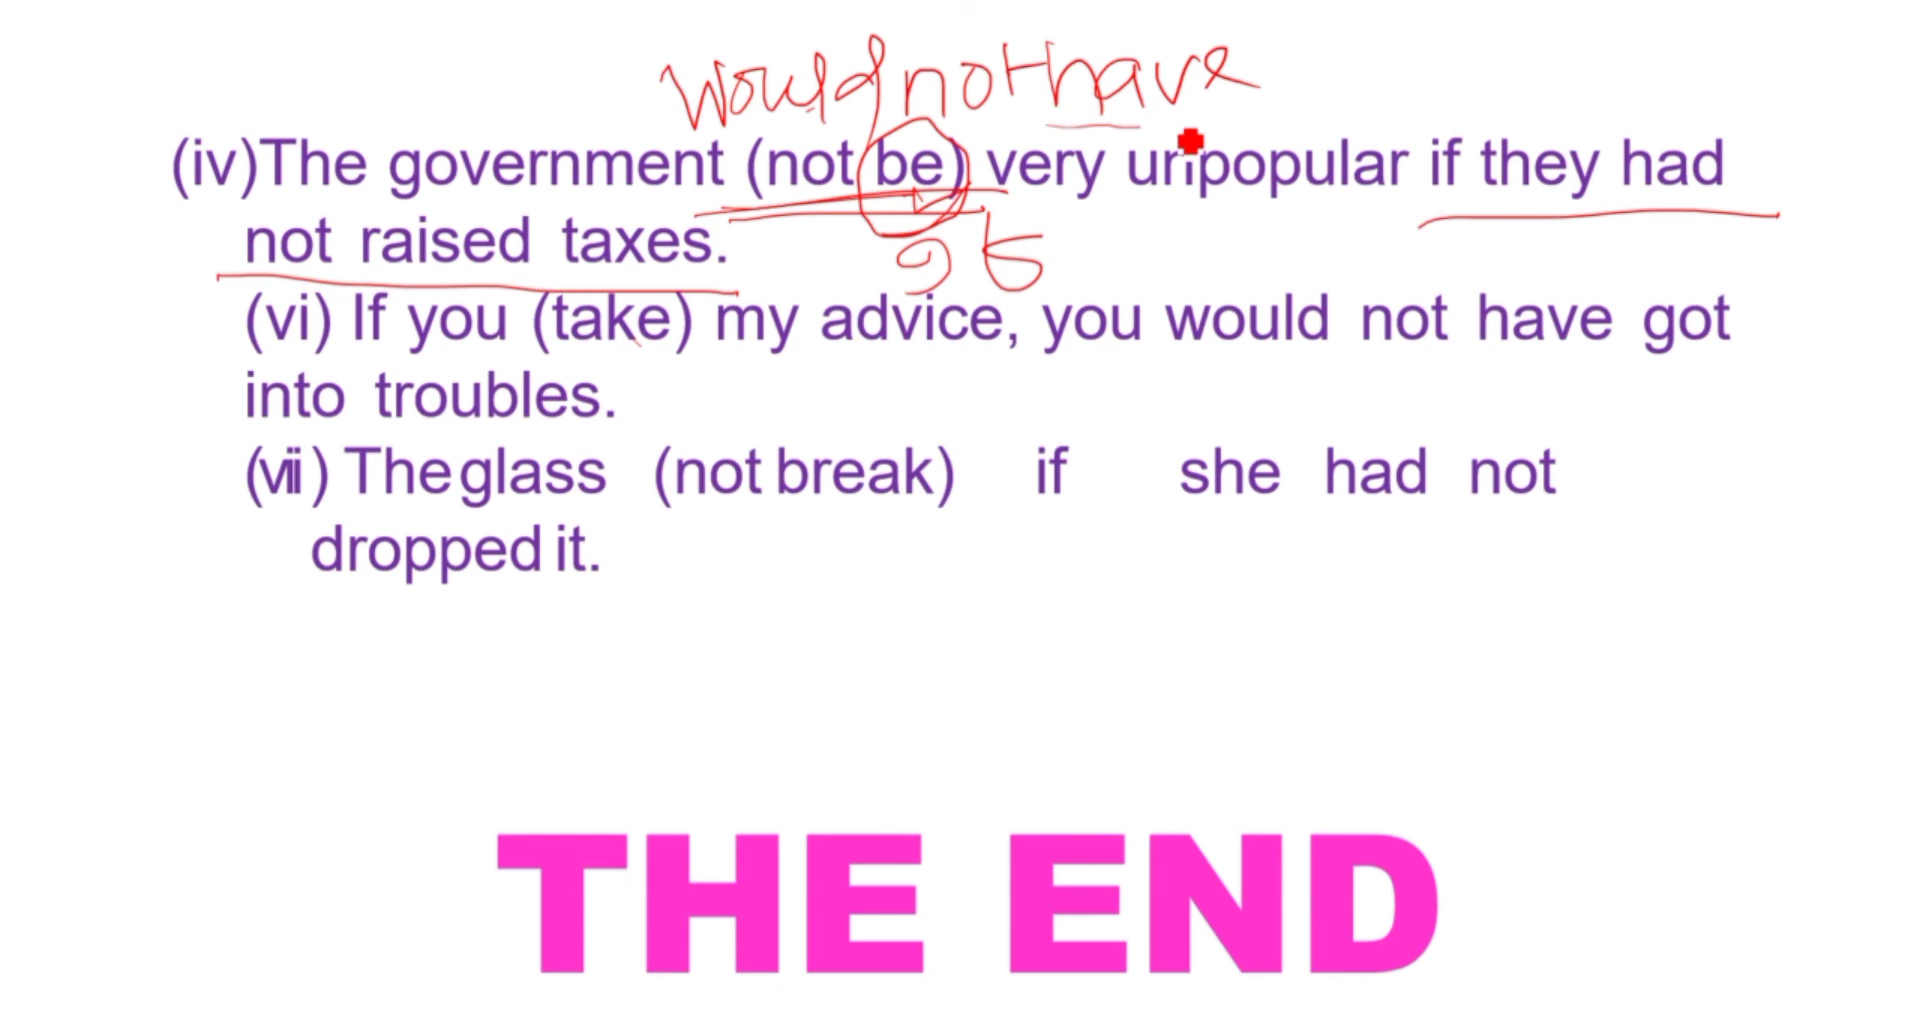 would not have
(iv)The government (not be) very unpopular if they had
not raised taxes.
(vi) If you (take) my advice, you would not have got
into troubles.
(vii) The glass (not break) if she had not
dropped it.
THE END